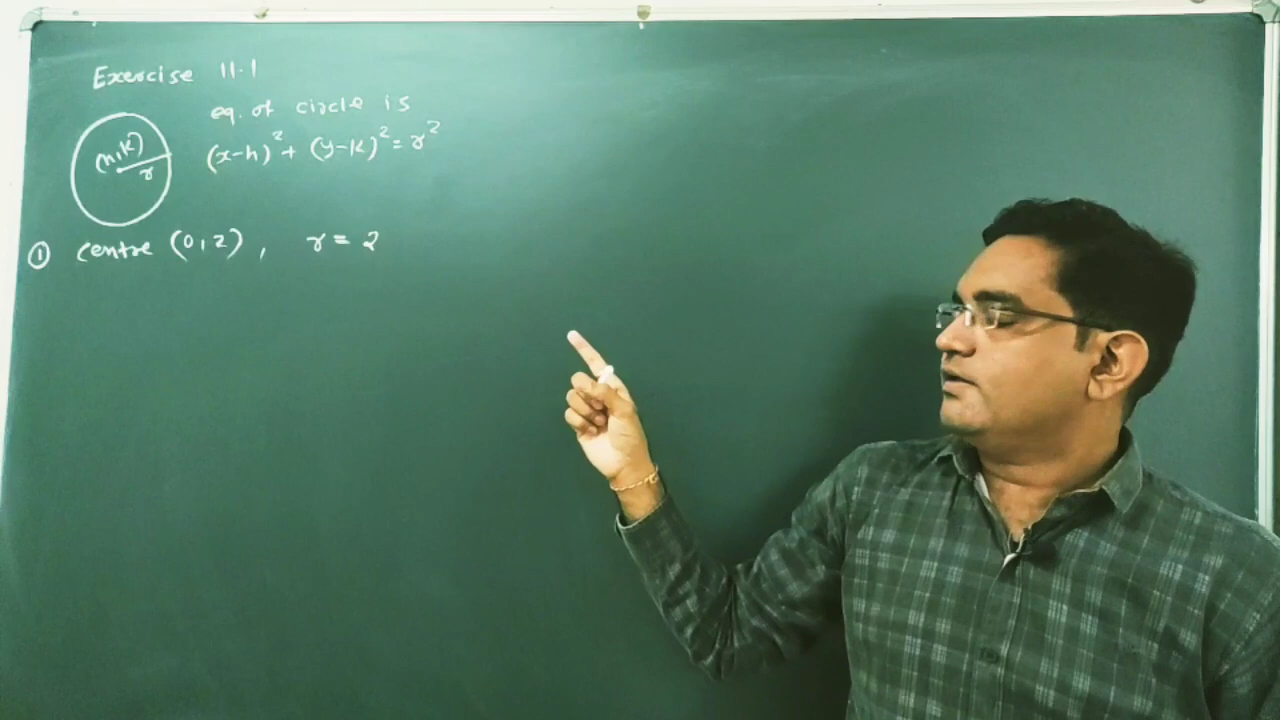 Exercise 11.1
eq. of circle is
(h,k)
r
(x-h)² + (y-k)² = r²
① centre (0,2), r = 2